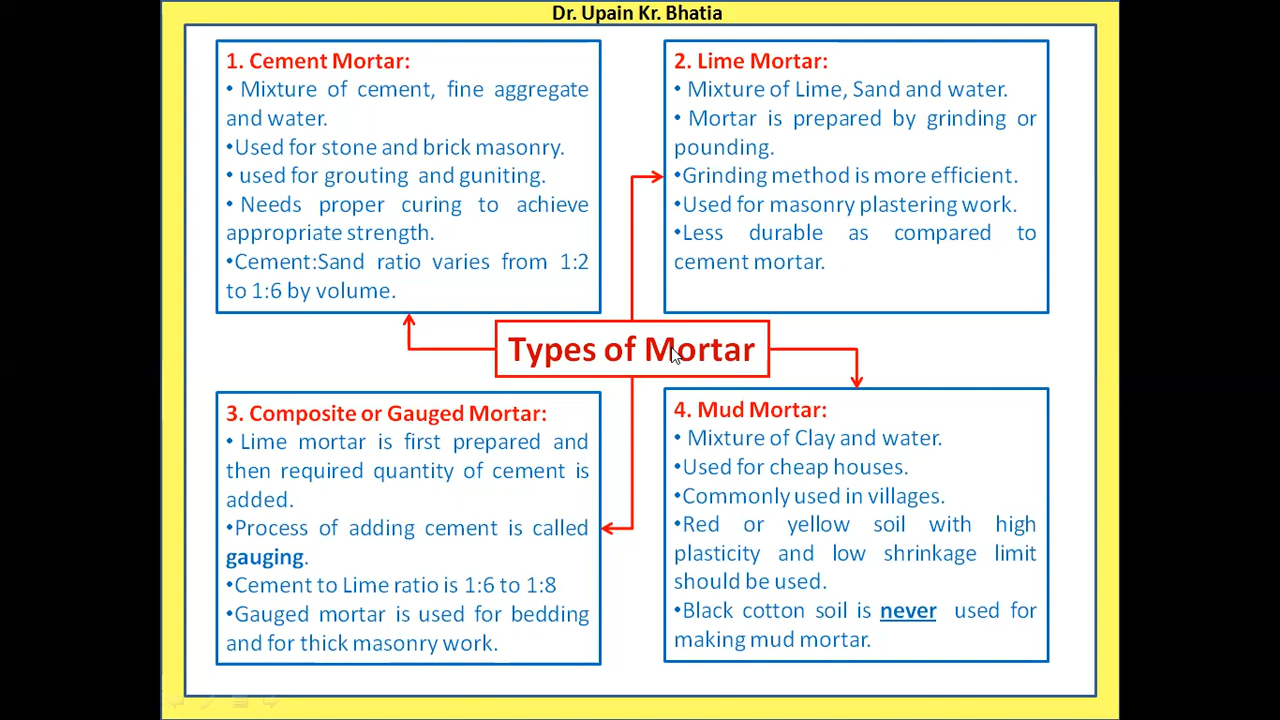 Dr. Upain Kr. Bhatia
1. Cement Mortar:
• Mixture of cement, fine aggregate
and water.
•Used for stone and brick masonry.
• used for grouting and guniting.
• Needs proper curing to achieve
appropriate strength.
•Cement:Sand ratio varies from 1:2
to 1:6 by volume.
2. Lime Mortar:
• Mixture of Lime, Sand and water.
• Mortar is prepared by grinding or
pounding.
•Grinding method is more efficient.
•Used for masonry plastering work.
•Less durable as compared to
cement mortar.
Types of Mortar
3. Composite or Gauged Mortar:
• Lime mortar is first prepared and
then required quantity of cement is
added.
•Process of adding cement is called
gauging.
•Cement to Lime ratio is 1:6 to 1:8
•Gauged mortar is used for bedding
and for thick masonry work.
4. Mud Mortar:
• Mixture of Clay and water.
•Used for cheap houses.
•Commonly used in villages.
•Red or yellow soil with high
plasticity and low shrinkage limit
should be used.
•Black cotton soil is never used for
making mud mortar.